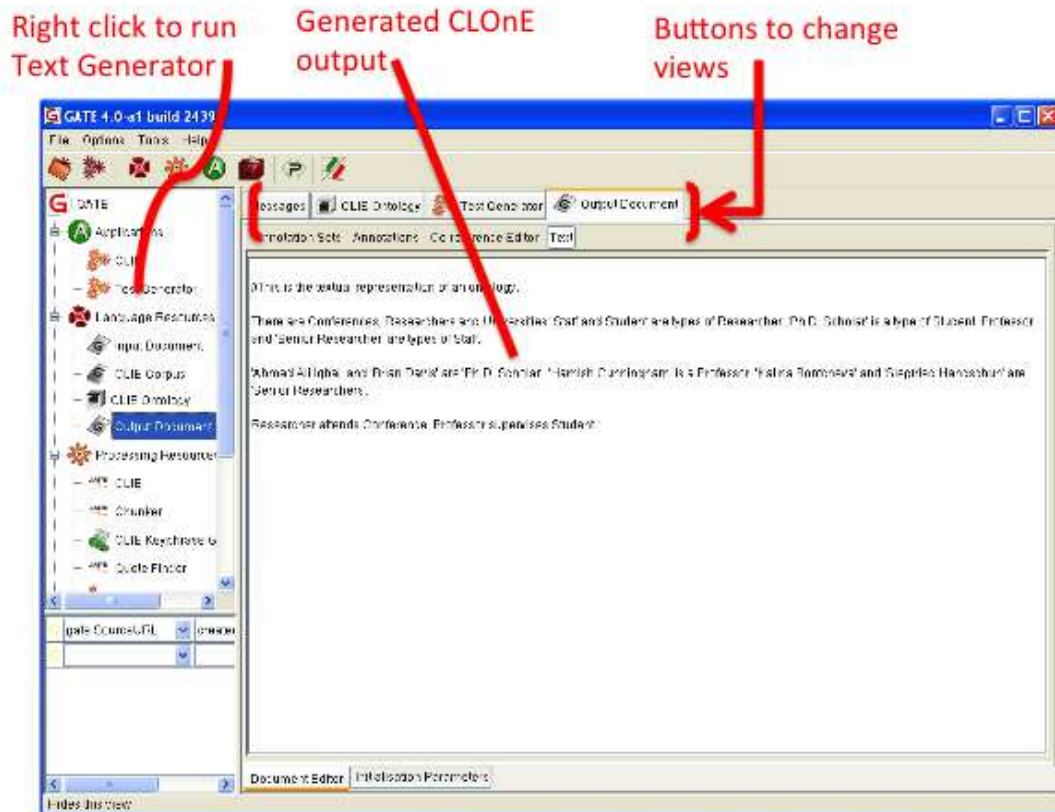 Right click to run
Text Generator
Generated CLOnE
output
Buttons to change
views
GATE 4.0-a1 build 2439
File Options Tools Help
GATE
Applications
CLIE
Text Generator
Language Resources
Input Document
CLIE Corpus
CLIE Ontology
Output Document
Processing Resource
CLIE
Chunker
CLIE Keyphrase G
Quote Finder
gate.SourceURL
Messages CLIE Ontology Text Generator Output Document
Annotation Sets Annotations Co-reference Editor Text
This is the textual representation of an ontology.
There are Conferences, Researchers and Universities. Staff and Student are types of Researcher. 'Ph.D. Scholar' is a type of Student. Professor
and 'Senior Researcher' are types of Staff.
'Ahmad Ali Iqbal' and 'Brian Davis' are 'Ph.D. Scholar'. 'Hamish Cunningham' is a Professor. 'Kalina Bontcheva' and 'Siegfried Handschuh' are
'Senior Researchers'.
Researcher attends Conference. Professor supervises Student.
Document Editor Initialisation Parameters
Hides this view